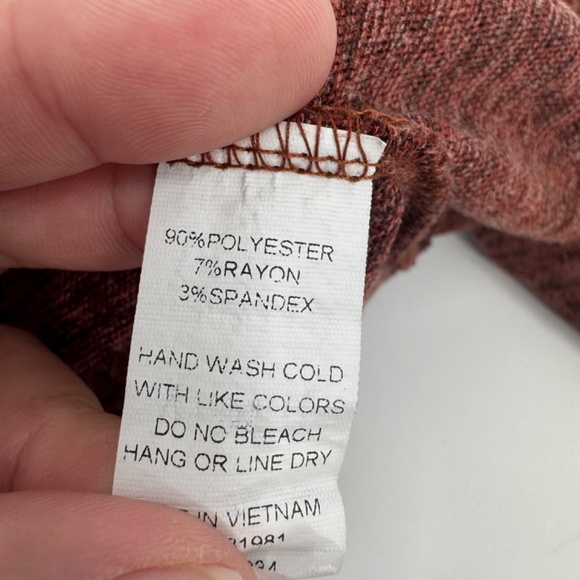 90%POLYESTER
7%RAYON
3%SPANDEX
HAND WASH COLD
WITH LIKE COLORS
DO NO BLEACH
HANG OR LINE DRY
IN VIETNAM